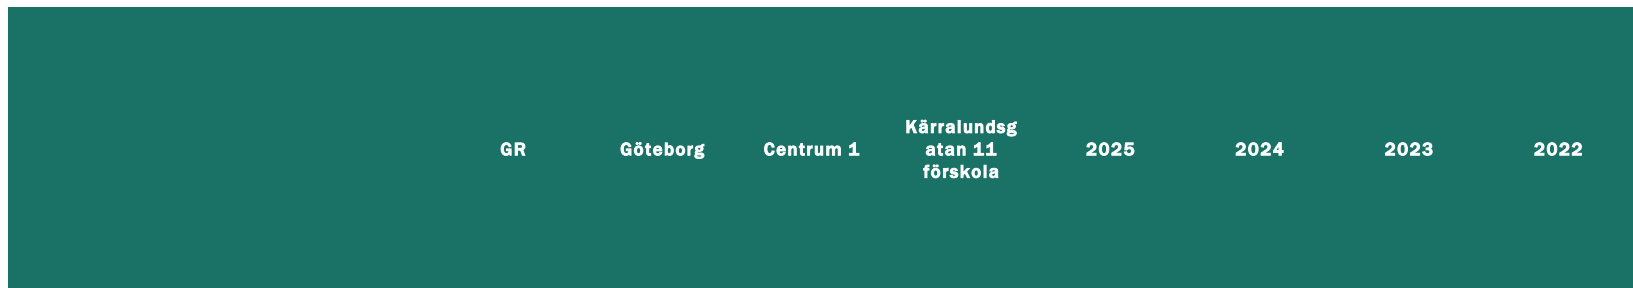 GR
Göteborg
Centrum 1
Kärralundsg
atan 11
förskola
2025
2024
2023
2022